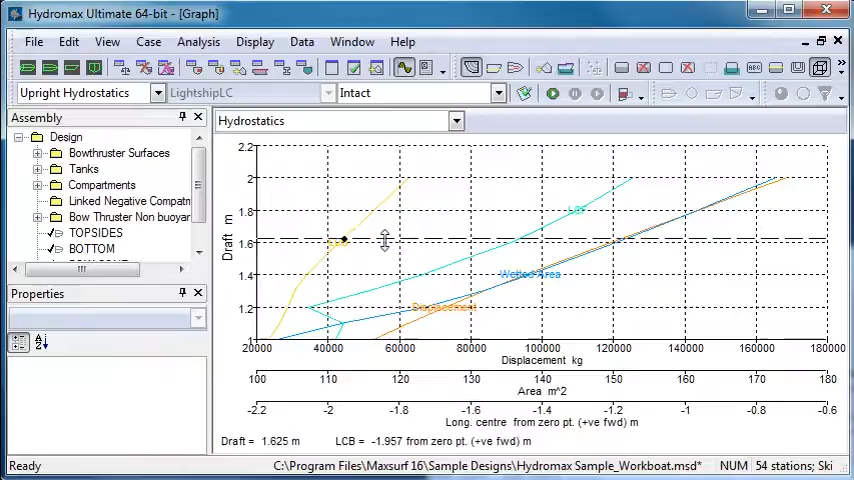 Hydromax Ultimate 64-bit - [Graph]
File Edit View Case Analysis Display Data Window Help
Upright Hydrostatics LightshipLC Intact
Assembly
Design
Bowthruster Surfaces
Tanks
Compartments
Linked Negative Compartn
Bow Thruster Non buoyar
TOPSIDES
BOTTOM
Properties
Hydrostatics
2.2
2
1.8
1.6
1.4
1.2
1
Draft m
LCB
LCF
Wetted Area
Displacement
20000 40000 60000 80000 100000 120000 140000 160000 180000
Displacement kg
100 110 120 130 140 150 160 170 180
Area m^2
-2.2 -2 -1.8 -1.6 -1.4 -1.2 -1 -0.8 -0.6
Long. centre from zero pt. (+ve fwd) m
Draft = 1.625 m LCB = -1.957 from zero pt. (+ve fwd) m
Ready C:\Program Files\Maxsurf 16\Sample Designs\Hydromax Sample_Workboat.msd* NUM 54 stations; Ski